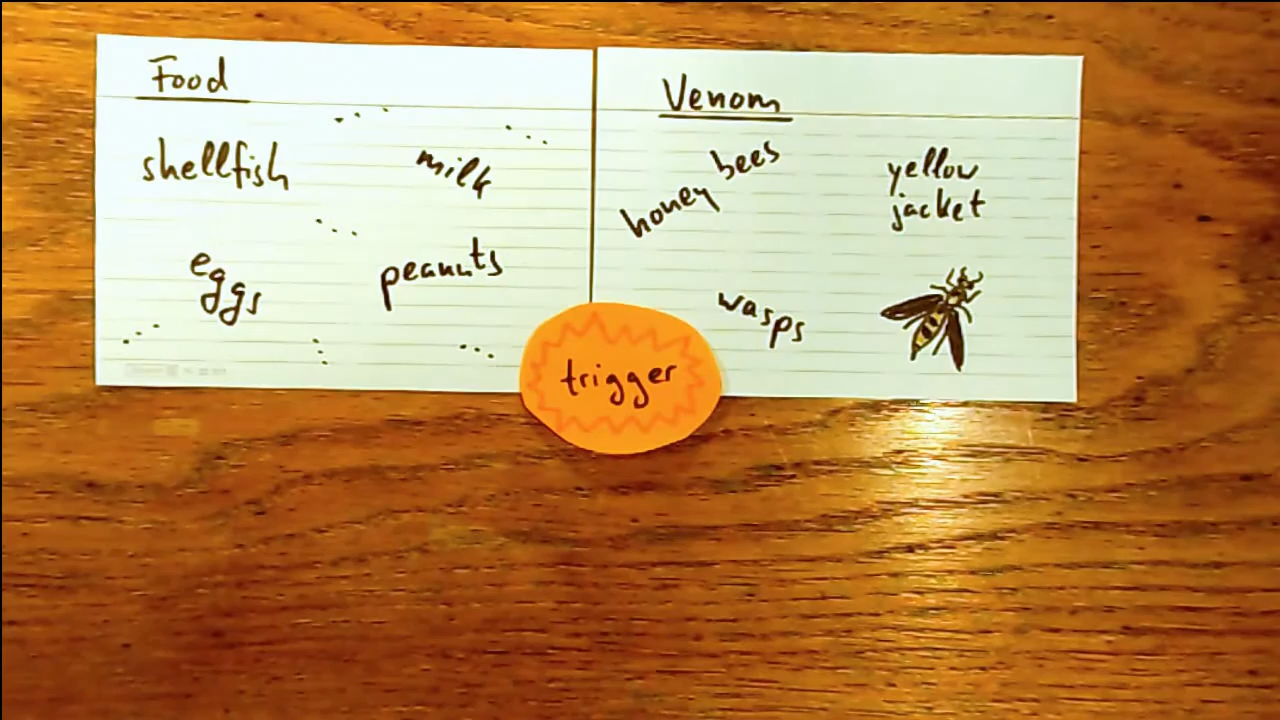 Food
shellfish
milk
eggs
peanuts
Venom
honey bees
yellow
jacket
wasps
trigger